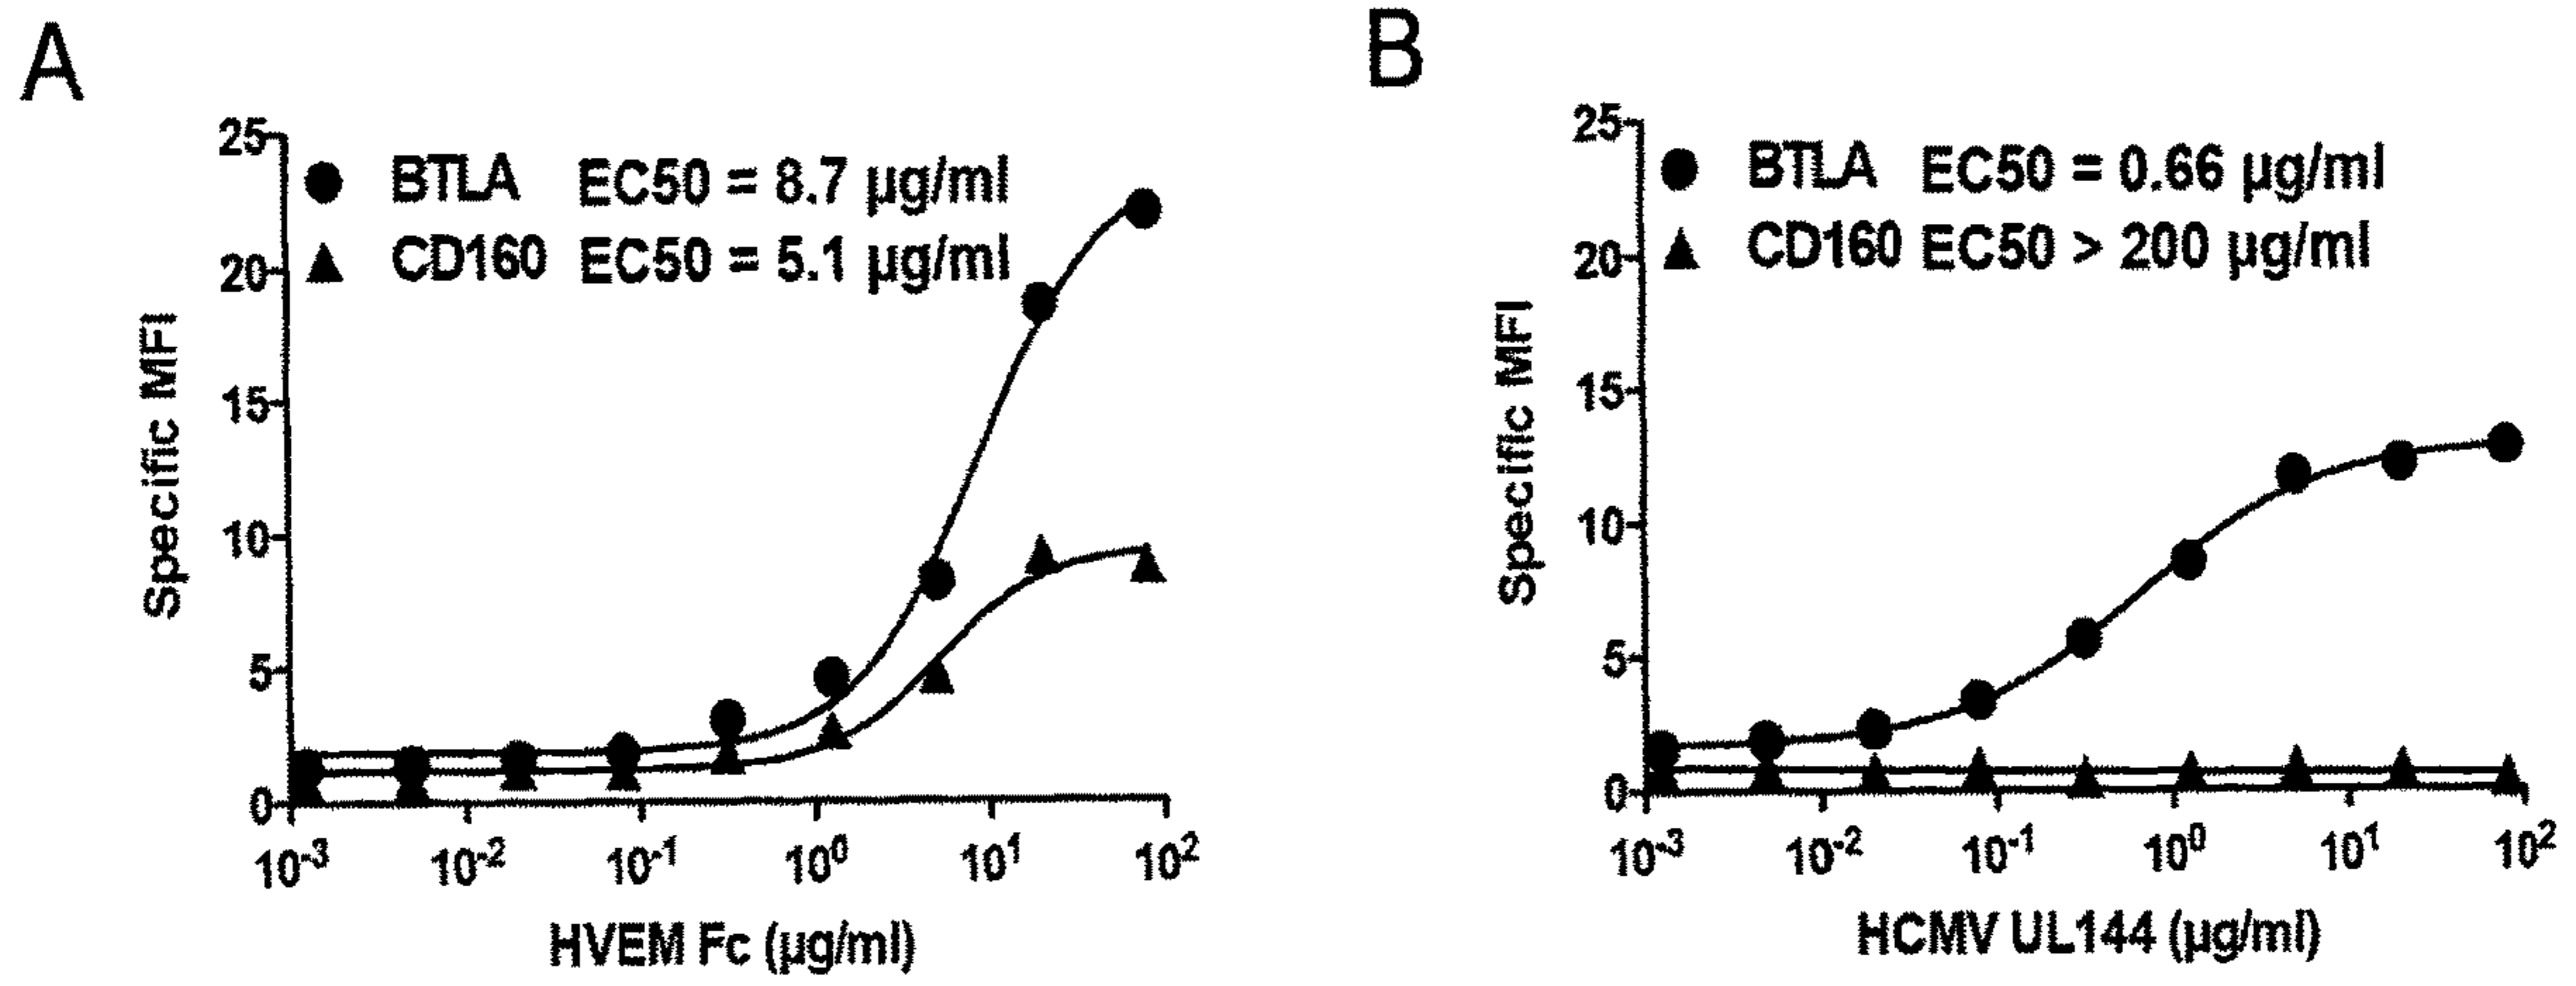 A
25
20
15
10
5
0
Specific MFI
BTLA EC50 = 8.7 µg/ml
CD160 EC50 = 5.1 µg/ml
10⁻³ 10⁻² 10⁻¹ 10⁰ 10¹ 10²
HVEM Fc (µg/ml)
B
25
20
15
10
5
0
Specific MFI
BTLA EC50 = 0.66 µg/ml
CD160 EC50 > 200 µg/ml
10⁻³ 10⁻² 10⁻¹ 10⁰ 10¹ 10²
HCMV UL144 (µg/ml)